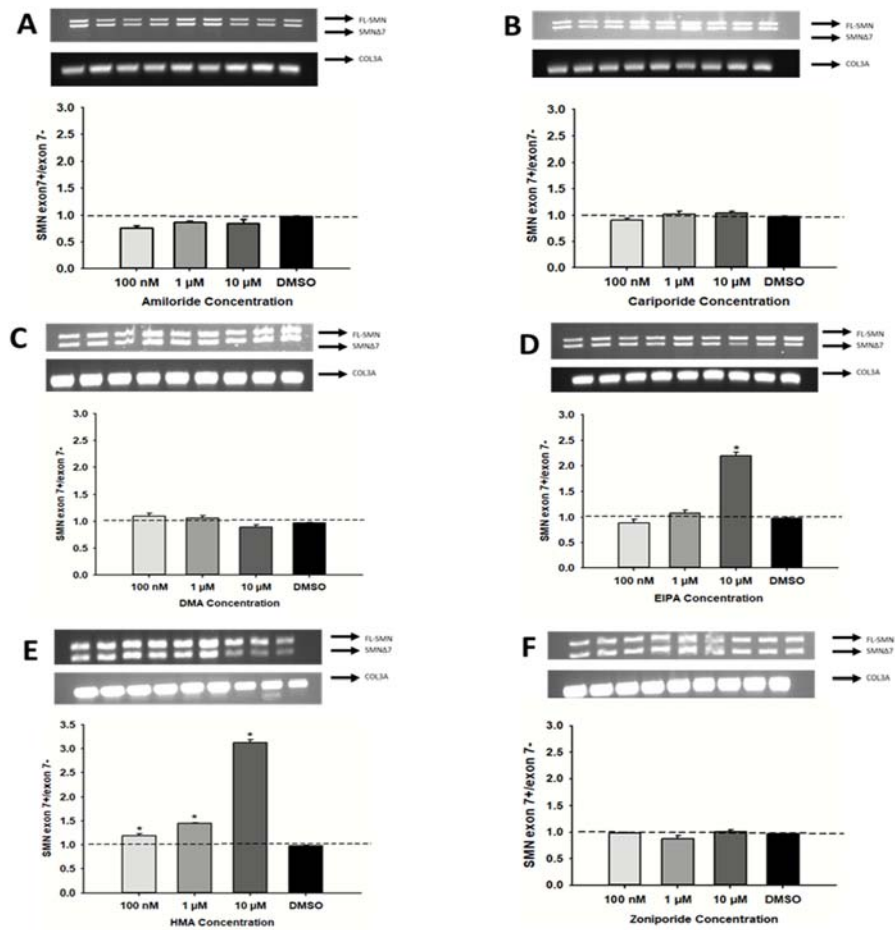 A
FL-SMN
SMNΔ7
COL3A
SMN exon7+/exon 7-
3.0
2.5
2.0
1.5
1.0
0.5
0.0
100 nM 1 µM 10 µM DMSO
Amiloride Concentration
B
FL-SMN
SMNΔ7
COL3A
SMN exon 7+/exon7-
3.0
2.5
2.0
1.5
1.0
0.5
0.0
100 nM 1 µM 10 µM DMSO
Cariporide Concentration
C
FL-SMN
SMNΔ7
COL3A
SMN exon 7+/exon 7-
3.0
2.5
2.0
1.5
1.0
0.5
0.0
100 nM 1 µM 10 µM DMSO
DMA Concentration
D
FL-SMN
SMNΔ7
COL3A
SMN exon 7+/exon 7-
3.0
2.5
2.0
1.5
1.0
0.5
0.0
*
100 nM 1 µM 10 µM DMSO
EIPA Concentration
E
FL-SMN
SMNΔ7
COL3A
SMN exon 7+/exon 7-
3.5
3.0
2.5
2.0
1.5
1.0
0.5
0.0
* * *
100 nM 1 µM 10 µM DMSO
HMA Concentration
F
FL-SMN
SMNΔ7
COL3A
SMN exon 7+/exon 7-
3.0
2.5
2.0
1.5
1.0
0.5
0.0
100 nM 1 µM 10 µM DMSO
Zoniporide Concentration